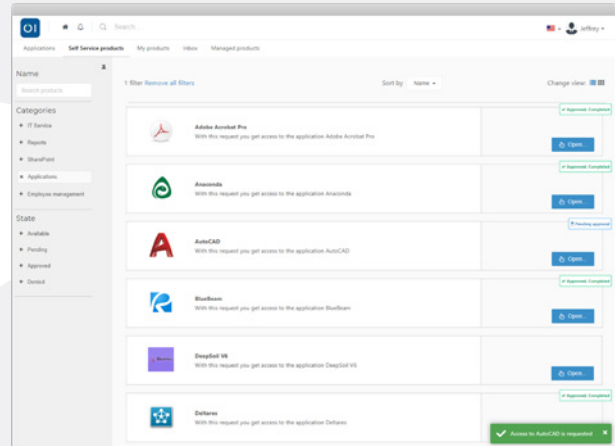 OI
Search...
Jeffrey
Applications Self Service products My products Inbox Managed products
Name
Search products
Categories
IT Service
Reports
SharePoint
Applications
Employee management
State
Available
Pending
Approved
Denied
1 filter Remove all filters
Sort by Name
Change view:
Approved: Completed
Adobe Acrobat Pro
With this request you get access to the application Adobe Acrobat Pro
Open...
Approved: Completed
Anaconda
With this request you get access to the application Anaconda
Open...
Pending approval
AutoCAD
With this request you get access to the application AutoCAD
Open...
Approved: Completed
BlueBeam
With this request you get access to the application BlueBeam
Open...
DeepSoil V6
With this request you get access to the application DeepSoil V6
Open...
Approved: Completed
Deltares
With this request you get access to the application Deltares
Access to AutoCAD is requested